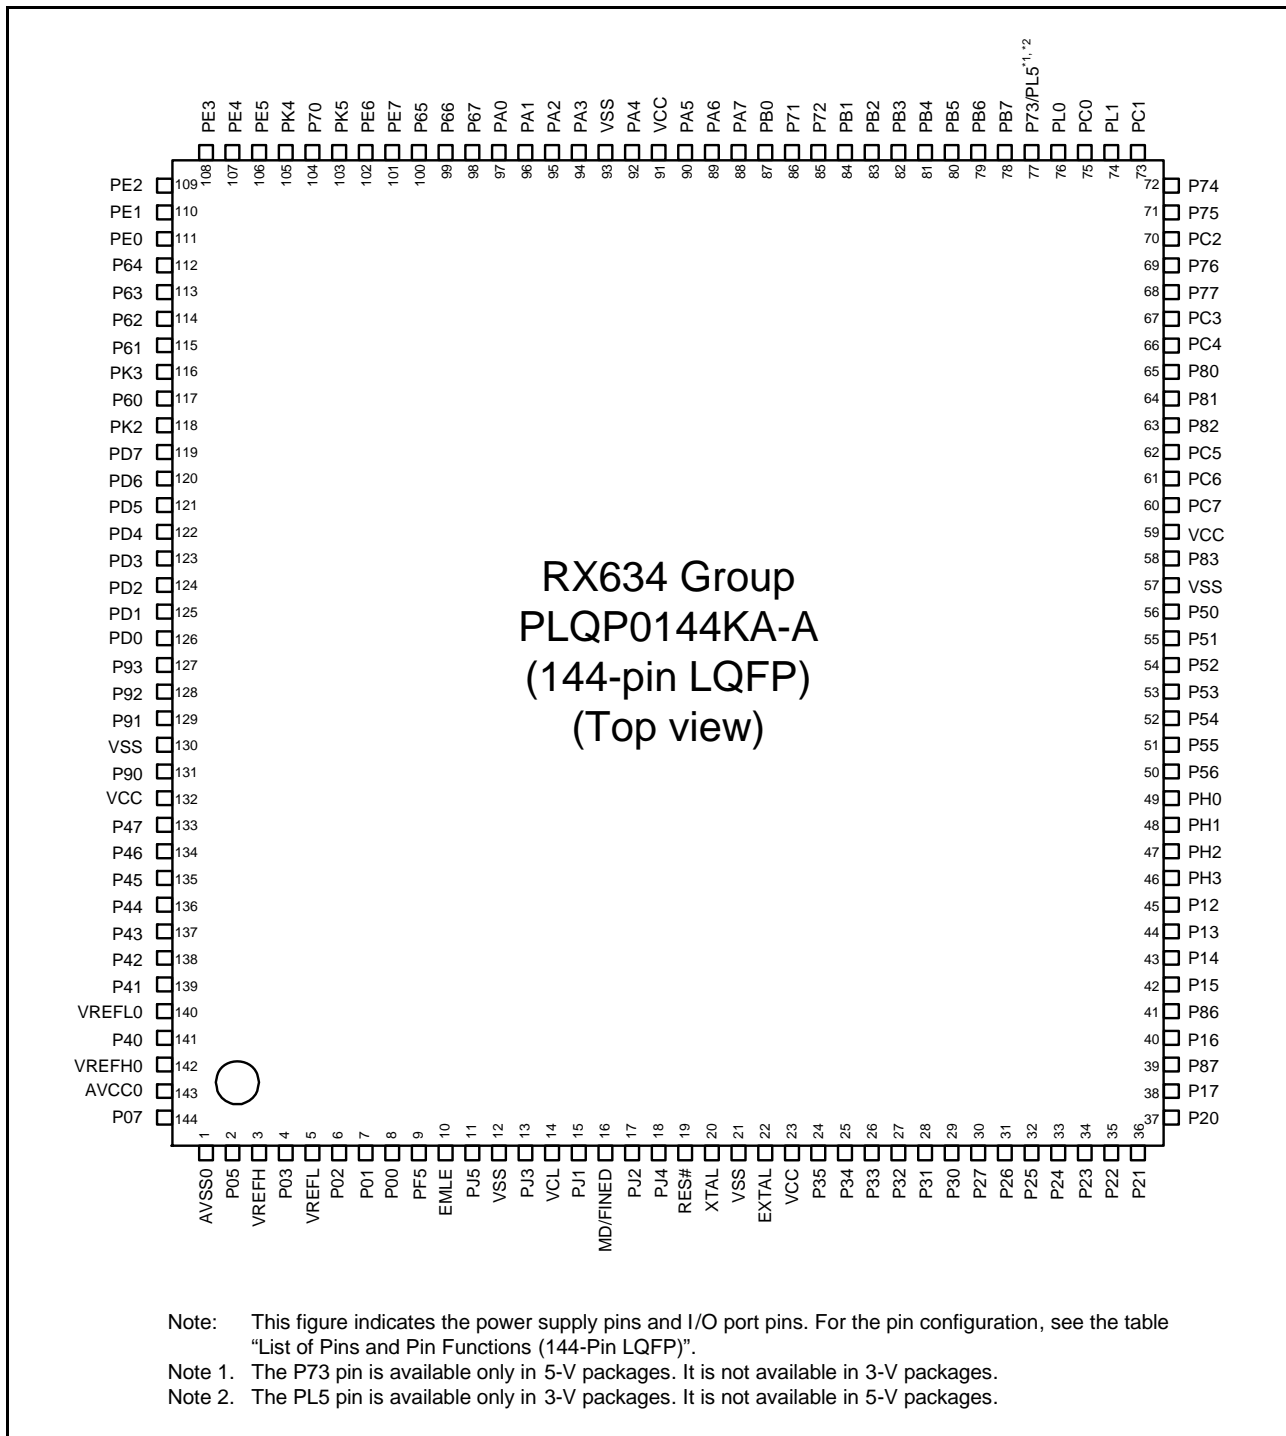 PE3 PE4 PE5 PK4 P70 PK5 PE6 PE7 P65 P66 P67 PA0 PA1 PA2 PA3 VSS PA4 VCC PA5 PA6 PA7 PB0 P71 P72 PB1 PB2 PB3 PB4 PB5 PB6 PB7 P73/PL5*1, *2 PL0 PC0 PL1 PC1
108 107 106 105 104 103 102 101 100 99 98 97 96 95 94 93 92 91 90 89 88 87 86 85 84 83 82 81 80 79 78 77 76 75 74 73
PE2 109 72 P74
PE1 110 71 P75
PE0 111 70 PC2
P64 112 69 P76
P63 113 68 P77
P62 114 67 PC3
P61 115 66 PC4
PK3 116 65 P80
P60 117 64 P81
PK2 118 63 P82
PD7 119 62 PC5
PD6 120 61 PC6
PD5 121 60 PC7
PD4 122 59 VCC
PD3 123 58 P83
PD2 124 57 VSS
PD1 125 56 P50
PD0 126 55 P51
P93 127 54 P52
P92 128 53 P53
P91 129 52 P54
VSS 130 51 P55
P90 131 50 P56
VCC 132 49 PH0
P47 133 48 PH1
P46 134 47 PH2
P45 135 46 PH3
P44 136 45 P12
P43 137 44 P13
P42 138 43 P14
P41 139 42 P15
VREFL0 140 41 P86
P40 141 40 P16
VREFH0 142 39 P87
AVCC0 143 38 P17
P07 144 37 P20
RX634 Group
PLQP0144KA-A
(144-pin LQFP)
(Top view)
1 2 3 4 5 6 7 8 9 10 11 12 13 14 15 16 17 18 19 20 21 22 23 24 25 26 27 28 29 30 31 32 33 34 35 36
AVSS0 P05 VREFH P03 VREFL P02 P01 P00 PF5 EMLE PJ5 VSS PJ3 VCL PJ1 MD/FINED PJ2 PJ4 RES# XTAL VSS EXTAL VCC P35 P34 P33 P32 P31 P30 P27 P26 P25 P24 P23 P22 P21
Note: This figure indicates the power supply pins and I/O port pins. For the pin configuration, see the table
“List of Pins and Pin Functions (144-Pin LQFP)”.
Note 1. The P73 pin is available only in 5-V packages. It is not available in 3-V packages.
Note 2. The PL5 pin is available only in 3-V packages. It is not available in 5-V packages.